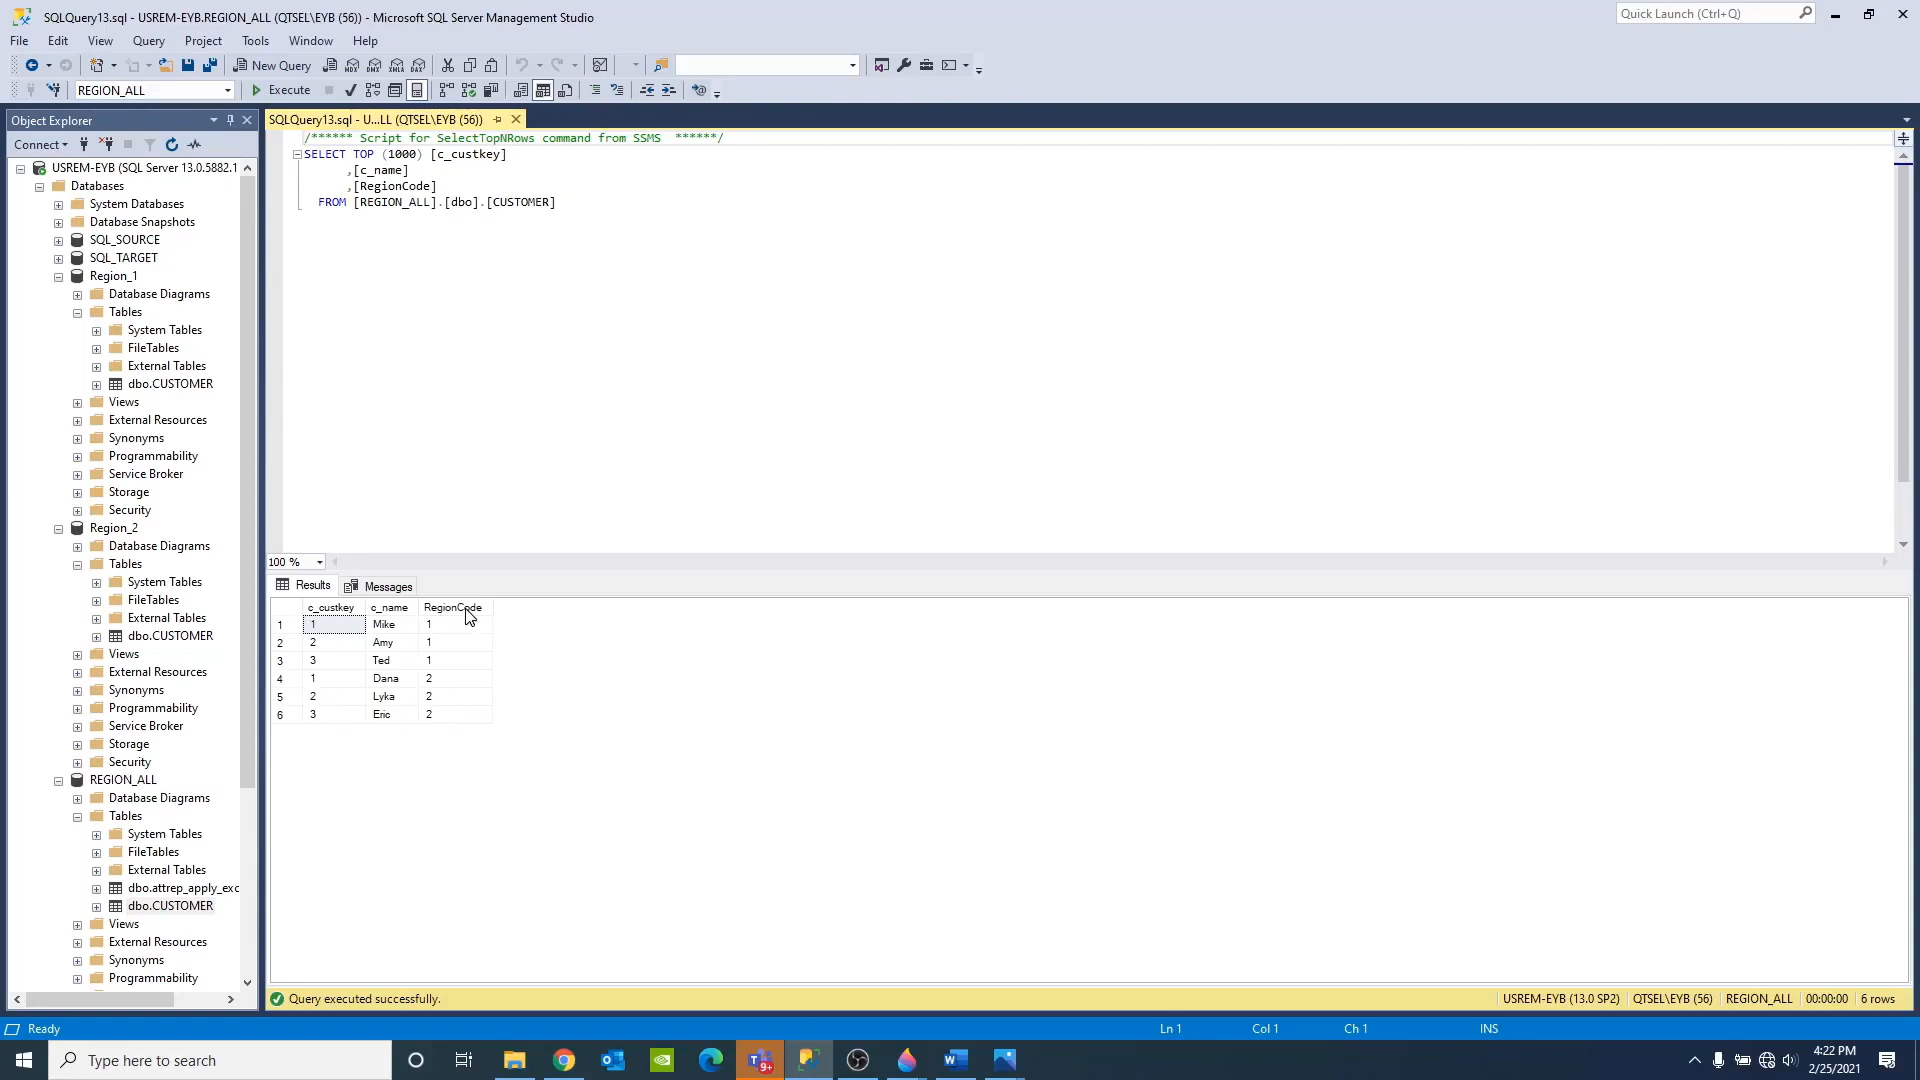 SQLQuery13.sql - USREM-EYB.REGION_ALL (QTSEL\EYB (56)) - Microsoft SQL Server Management Studio
Quick Launch (Ctrl+Q)
File Edit View Query Project Tools Window Help
New Query
MDX DMX XMLA DAX
REGION_ALL
Execute
Object Explorer
SQLQuery13.sql - U...LL (QTSEL\EYB (56))
Connect
USREM-EYB (SQL Server 13.0.5882.1
Databases
System Databases
Database Snapshots
SQL_SOURCE
SQL_TARGET
Region_1
Database Diagrams
Tables
System Tables
FileTables
External Tables
dbo.CUSTOMER
Views
External Resources
Synonyms
Programmability
Service Broker
Storage
Security
Region_2
Database Diagrams
Tables
System Tables
FileTables
External Tables
dbo.CUSTOMER
Views
External Resources
Synonyms
Programmability
Service Broker
Storage
Security
REGION_ALL
Database Diagrams
Tables
System Tables
FileTables
External Tables
dbo.attrep_apply_exc
dbo.CUSTOMER
Views
External Resources
Synonyms
Programmability
/****** Script for SelectTopNRows command from SSMS  ******/
SELECT TOP (1000) [c_custkey]
,[c_name]
,[RegionCode]
FROM [REGION_ALL].[dbo].[CUSTOMER]
100 %
Results Messages
c_custkey c_name RegionCode
1 1 Mike 1
2 2 Amy 1
3 3 Ted 1
4 1 Dana 2
5 2 Lyka 2
6 3 Eric 2
Query executed successfully. USREM-EYB (13.0 SP2) QTSEL\EYB (56) REGION_ALL 00:00:00 6 rows
Ready Ln 1 Col 1 Ch 1 INS
Type here to search
9+
4:22 PM
2/25/2021